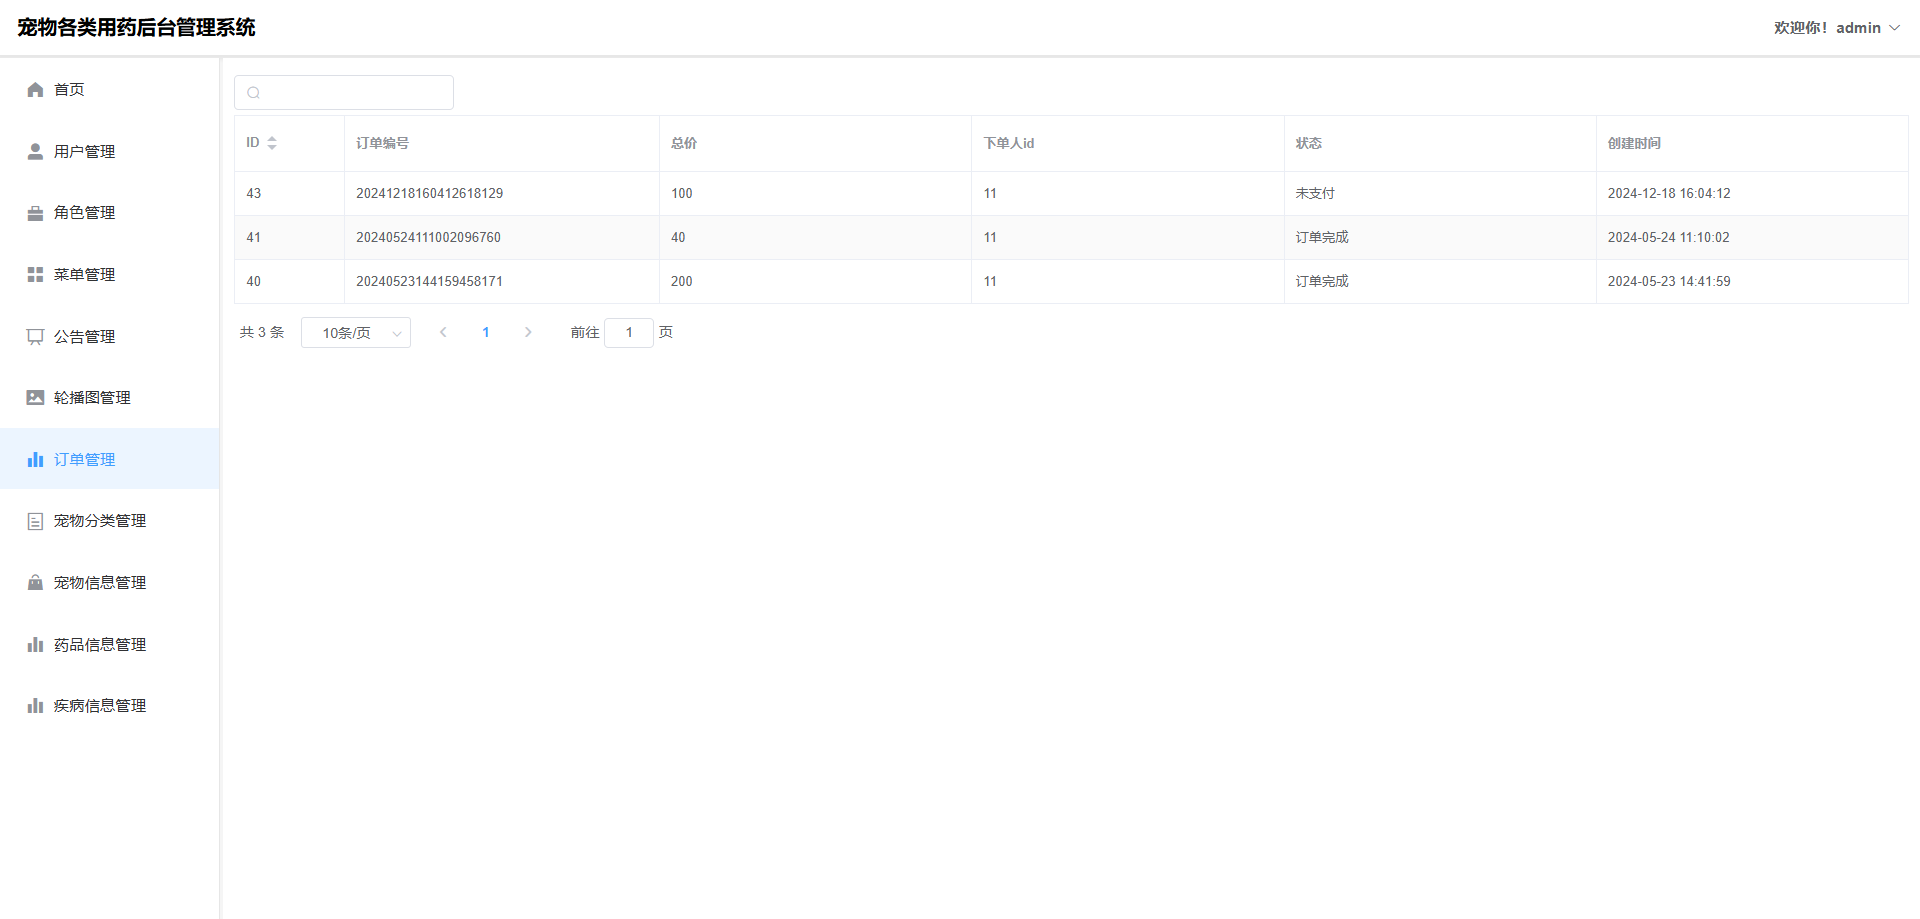 宠物各类用药后台管理系统
欢迎你！admin
首页
用户管理
角色管理
菜单管理
公告管理
轮播图管理
订单管理
宠物分类管理
宠物信息管理
药品信息管理
疾病信息管理
ID 订单编号 总价 下单人id 状态 创建时间
43 20241218160412618129 100 11 未支付 2024-12-18 16:04:12
41 20240524111002096760 40 11 订单完成 2024-05-24 11:10:02
40 20240523144159458171 200 11 订单完成 2024-05-23 14:41:59
共 3 条 10条/页 1 前往 1 页